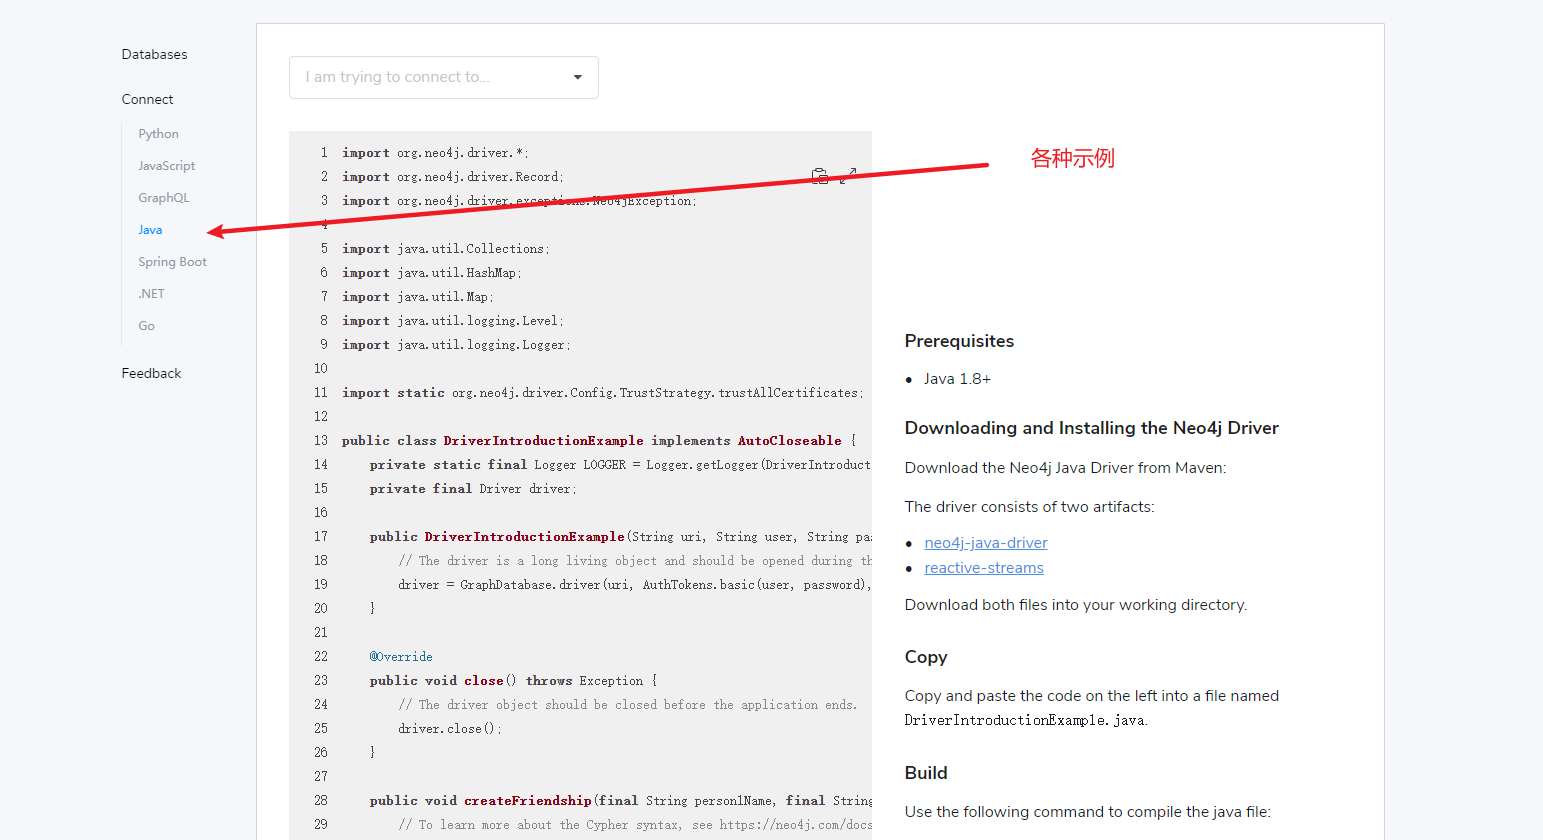 Databases
Connect
Python
JavaScript
GraphQL
Java
Spring Boot
.NET
Go
Feedback
I am trying to connect to...
各种示例
1 import org.neo4j.driver.*;
2 import org.neo4j.driver.Record;
3 import org.neo4j.driver.exceptions.Neo4jException;
4
5 import java.util.Collections;
6 import java.util.HashMap;
7 import java.util.Map;
8 import java.util.logging.Level;
9 import java.util.logging.Logger;
10
11 import static org.neo4j.driver.Config.TrustStrategy.trustAllCertificates;
12
13 public class DriverIntroductionExample implements AutoCloseable {
14 private static final Logger LOGGER = Logger.getLogger(DriverIntroduct
15 private final Driver driver;
16
17 public DriverIntroductionExample(String uri, String user, String pas
18 // The driver is a long living object and should be opened during th
19 driver = GraphDatabase.driver(uri, AuthTokens.basic(user, password),
20 }
21
22 @Override
23 public void close() throws Exception {
24 // The driver object should be closed before the application ends.
25 driver.close();
26 }
27
28 public void createFriendship(final String person1Name, final String
29 // To learn more about the Cypher syntax, see https://neo4j.com/docs
Prerequisites
• Java 1.8+
Downloading and Installing the Neo4j Driver
Download the Neo4j Java Driver from Maven:
The driver consists of two artifacts:
• neo4j-java-driver
• reactive-streams
Download both files into your working directory.
Copy
Copy and paste the code on the left into a file named
DriverIntroductionExample.java.
Build
Use the following command to compile the java file: